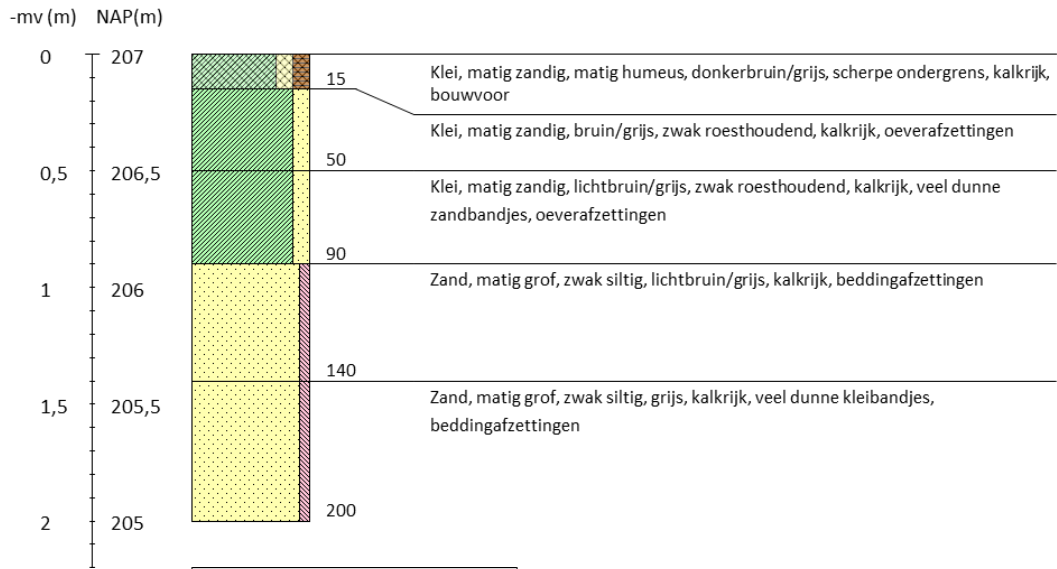 -mv (m) NAP(m)
0 207
15
Klei, matig zandig, matig humeus, donkerbruin/grijs, scherpe ondergrens, kalkrijk,
bouwvoor
Klei, matig zandig, bruin/grijs, zwak roesthoudend, kalkrijk, oeverafzettingen
50
0,5 206,5
Klei, matig zandig, lichtbruin/grijs, zwak roesthoudend, kalkrijk, veel dunne
zandbandjes, oeverafzettingen
90
1 206
Zand, matig grof, zwak siltig, lichtbruin/grijs, kalkrijk, beddingafzettingen
140
1,5 205,5
Zand, matig grof, zwak siltig, grijs, kalkrijk, veel dunne kleibandjes,
beddingafzettingen
200
2 205